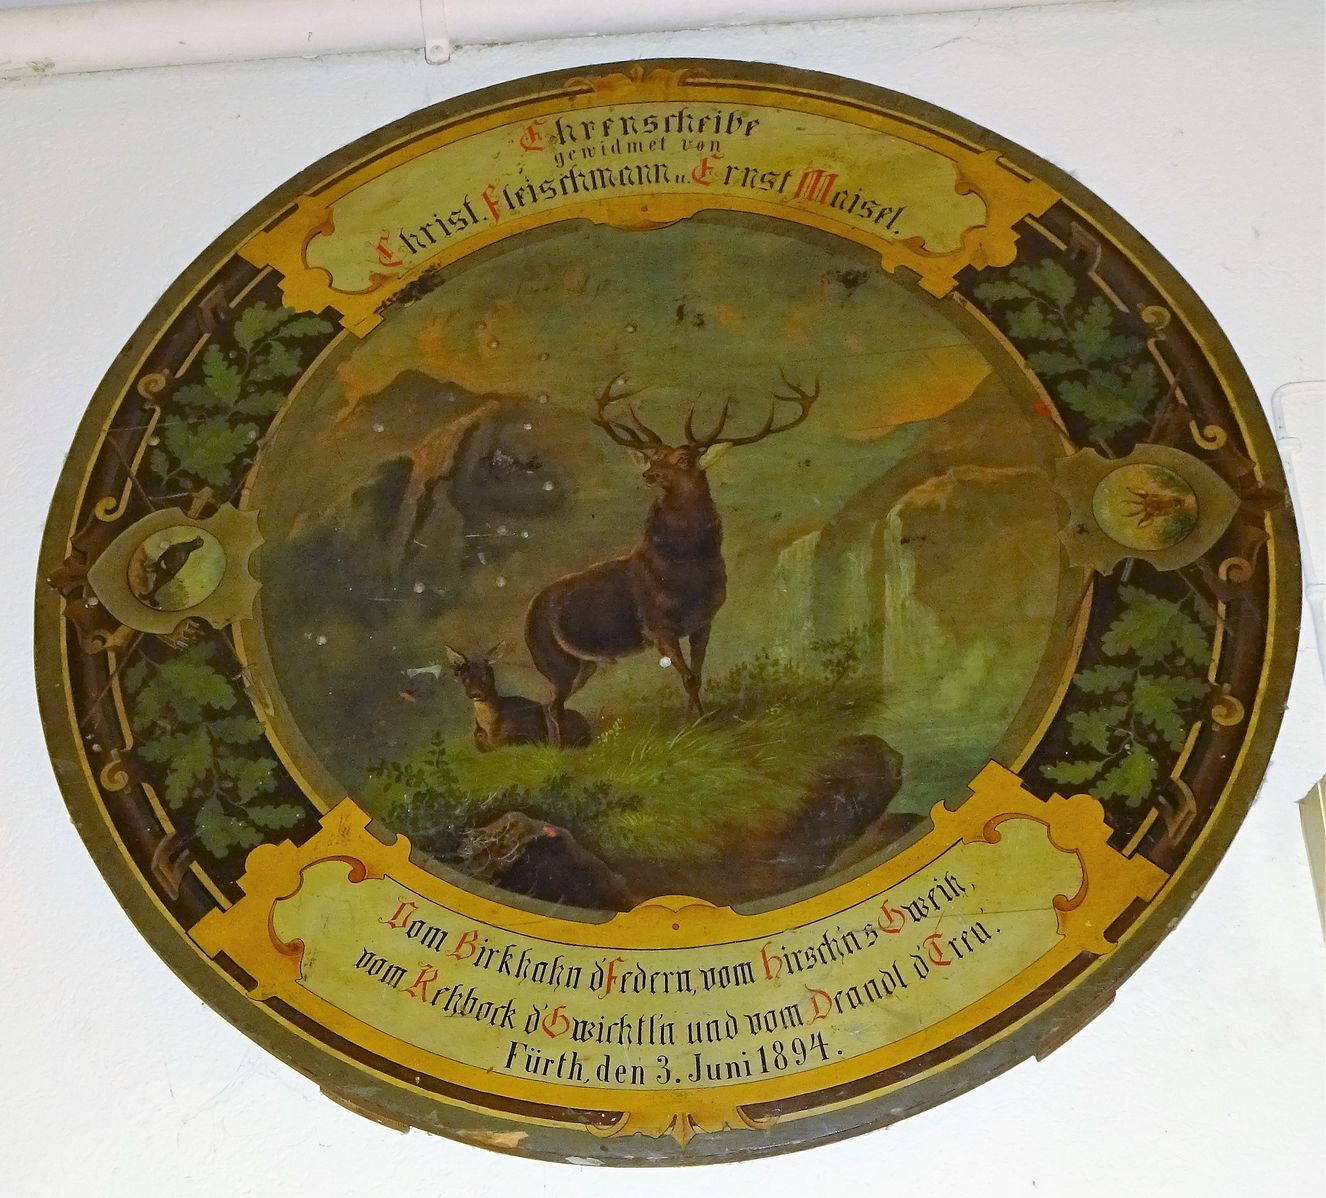 Ehrenscheibe
gewidmet von
Christ. Fleischmann u. Ernst Maisel.
Vom Birkhahn d'Federn, vom Hirsch'n s Gweih,
vom Rehbock d'Gwichtl'n und vom Deandl d'Treu.
Fürth, den 3. Juni 1894.